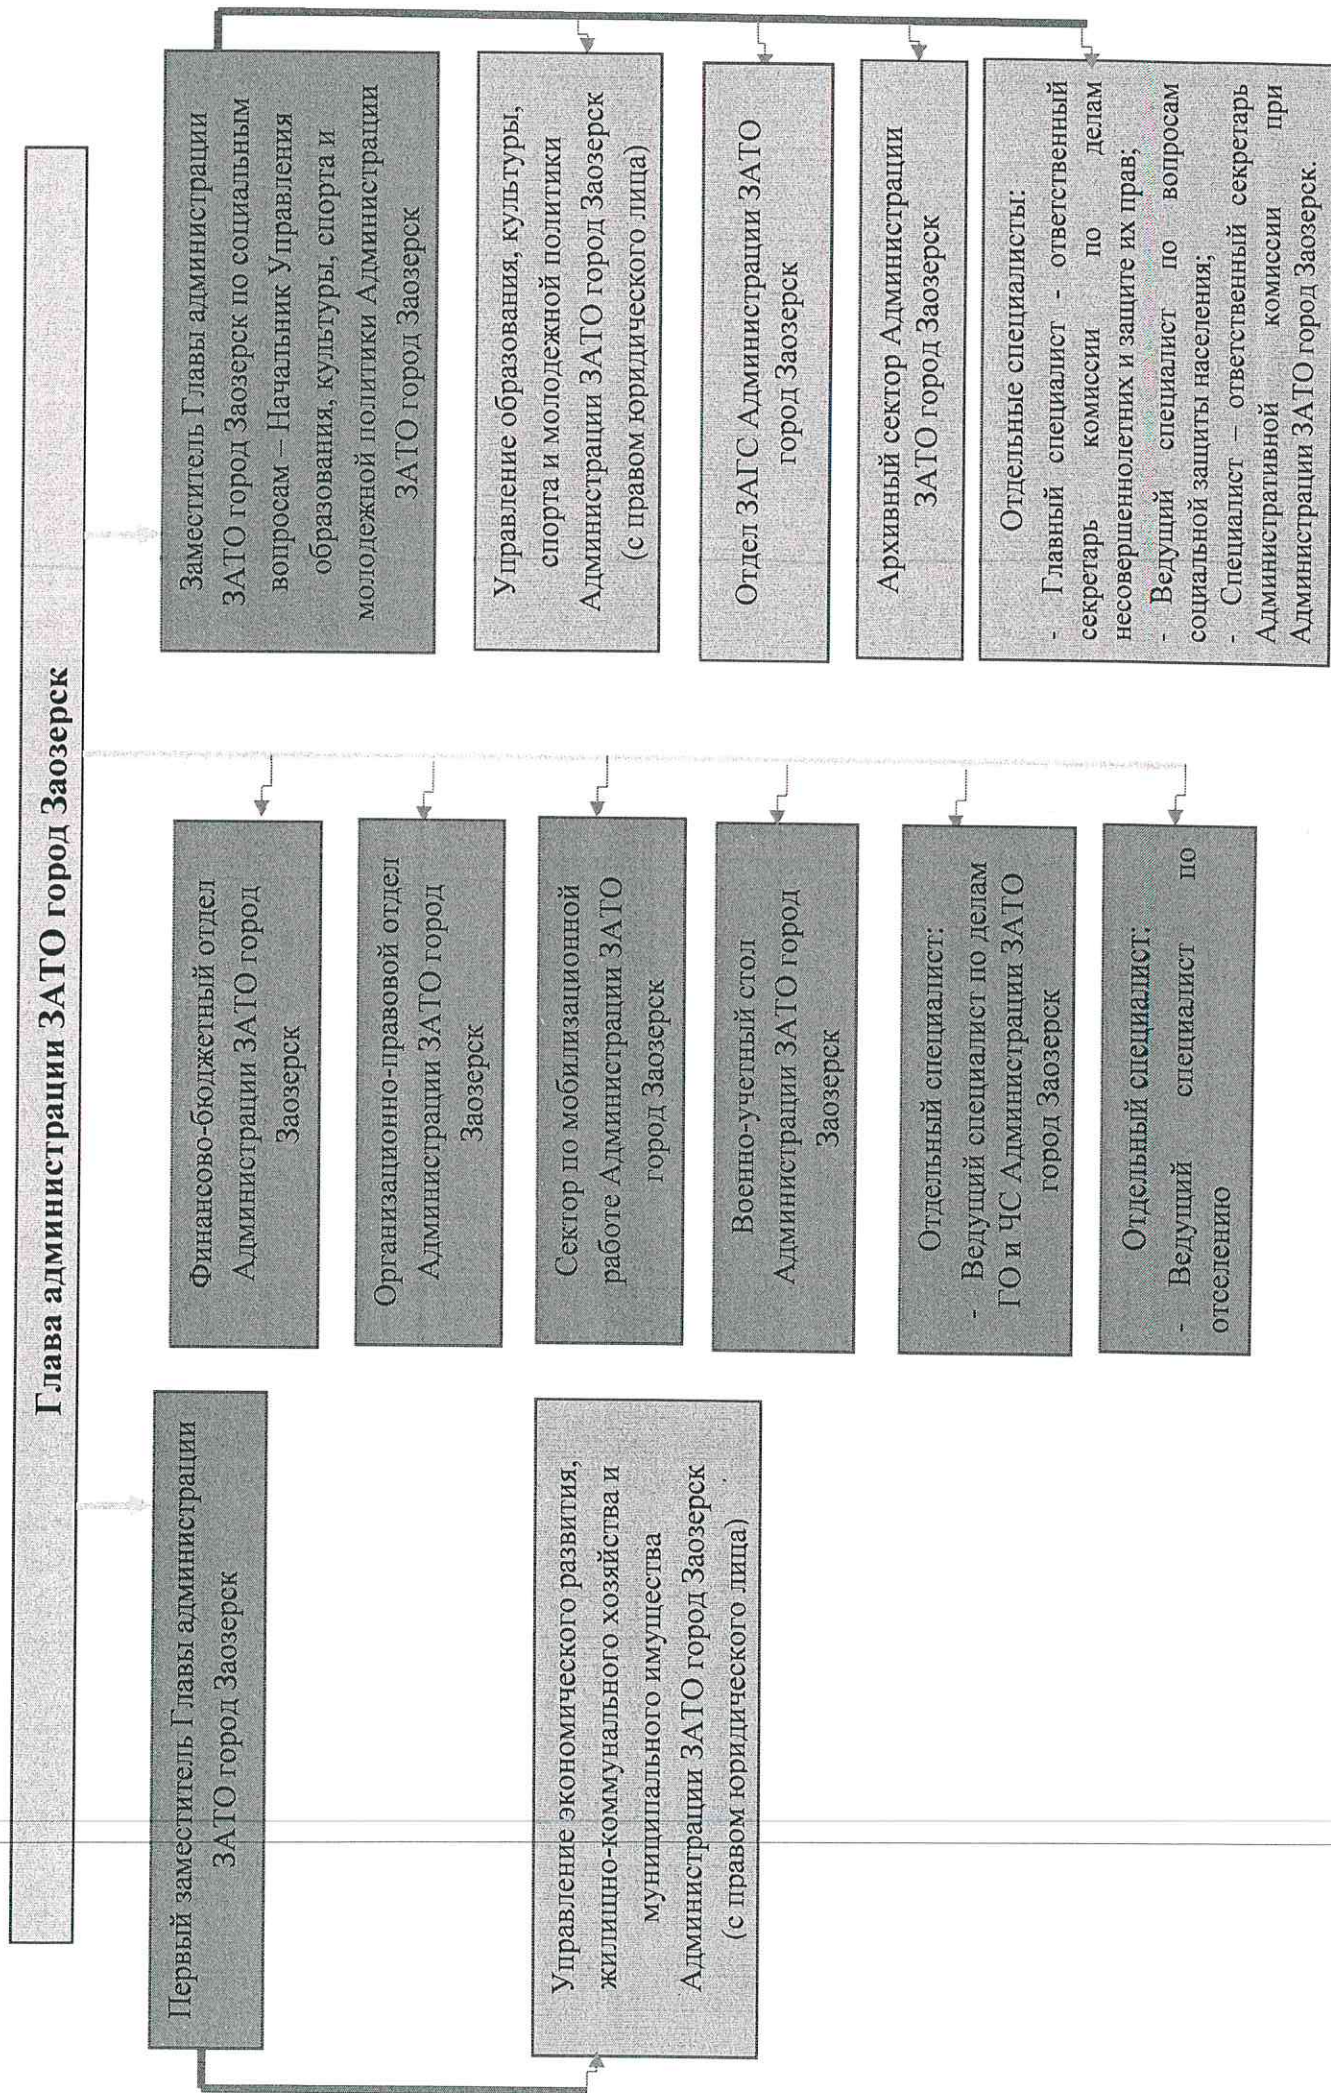 Глава администрации ЗАТО город Заозерск
Первый заместитель Главы администрации
ЗАТО город Заозерск
Управление экономического развития,
жилищно-коммунального хозяйства и
муниципального имущества
Администрации ЗАТО город Заозерск
(с правом юридического лица)
Финансово-бюджетный отдел
Администрации ЗАТО город
Заозерск
Организационно-правовой отдел
Администрации ЗАТО город
Заозерск
Сектор по мобилизационной
работе Администрации ЗАТО
город Заозерск
Военно-учетный стол
Администрации ЗАТО город
Заозерск
Отдельный специалист:
- Ведущий специалист по делам
ГО и ЧС Администрации ЗАТО
город Заозерск
Отдельный специалист:
- Ведущий специалист по
отселению
Заместитель Главы администрации
ЗАТО город Заозерск по социальным
вопросам – Начальник Управления
образования, культуры, спорта и
молодежной политики Администрации
ЗАТО город Заозерск
Управление образования, культуры,
спорта и молодежной политики
Администрации ЗАТО город Заозерск
(с правом юридического лица)
Отдел ЗАГС Администрации ЗАТО
город Заозерск
Архивный сектор Администрации
ЗАТО город Заозерск
Отдельные специалисты:
- Главный специалист - ответственный
секретарь комиссии по делам
несовершеннолетних и защите их прав;
- Ведущий специалист по вопросам
социальной защиты населения;
- Специалист – ответственный секретарь
Административной комиссии при
Администрации ЗАТО город Заозерск.